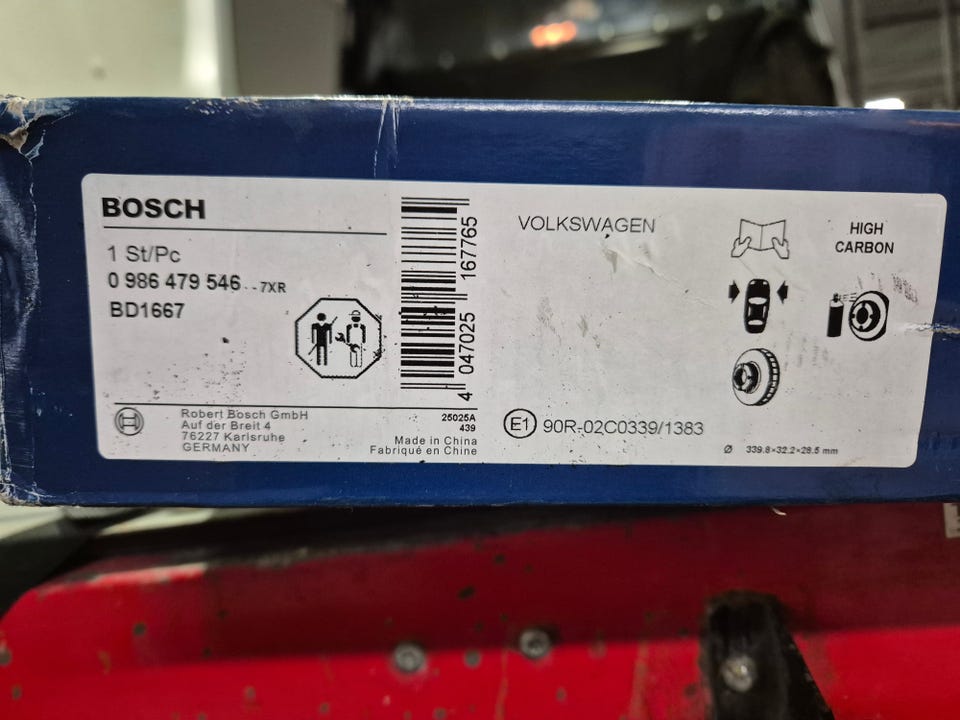 BOSCH
1 St/Pc
0 986 479 546 - - 7XR
BD1667
4 047025 167765
Robert Bosch GmbH
Auf der Breit 4
76227 Karlsruhe
GERMANY
25025A
439
Made in China
Fabriqué en Chine
VOLKSWAGEN
HIGH
CARBON
E1 90R-02C0339/1383
Ø 339.8×32.2×28.5 mm